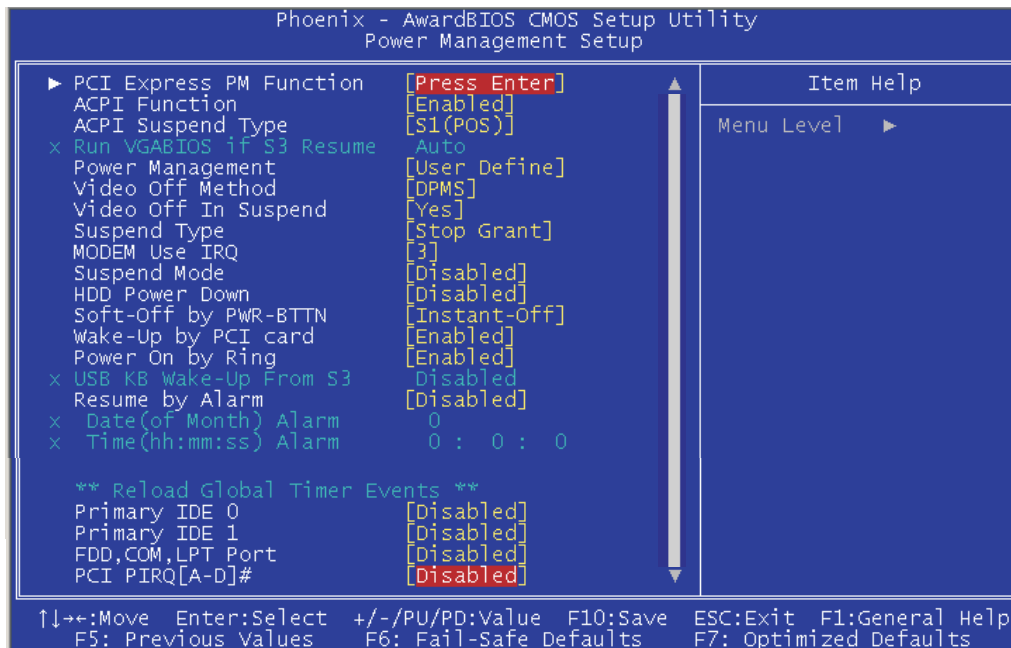 Phoenix - AwardBIOS CMOS Setup Utility
Power Management Setup
► PCI Express PM Function [Press Enter]
ACPI Function [Enabled]
ACPI Suspend Type [S1(POS)]
x Run VGABIOS if S3 Resume Auto
Power Management [User Define]
Video Off Method [DPMS]
Video Off In Suspend [Yes]
Suspend Type [Stop Grant]
MODEM Use IRQ [3]
Suspend Mode [Disabled]
HDD Power Down [Disabled]
Soft-Off by PWR-BTTN [Instant-Off]
Wake-Up by PCI card [Enabled]
Power On by Ring [Enabled]
x USB KB Wake-Up From S3 Disabled
Resume by Alarm [Disabled]
x Date(of Month) Alarm 0
x Time(hh:mm:ss) Alarm 0 : 0 : 0
** Reload Global Timer Events **
Primary IDE 0 [Disabled]
Primary IDE 1 [Disabled]
FDD,COM,LPT Port [Disabled]
PCI PIRQ[A-D]# [Disabled]
Item Help
Menu Level ►
↑↓→←:Move Enter:Select +/-/PU/PD:Value F10:Save ESC:Exit F1:General Help
F5: Previous Values F6: Fail-Safe Defaults F7: Optimized Defaults